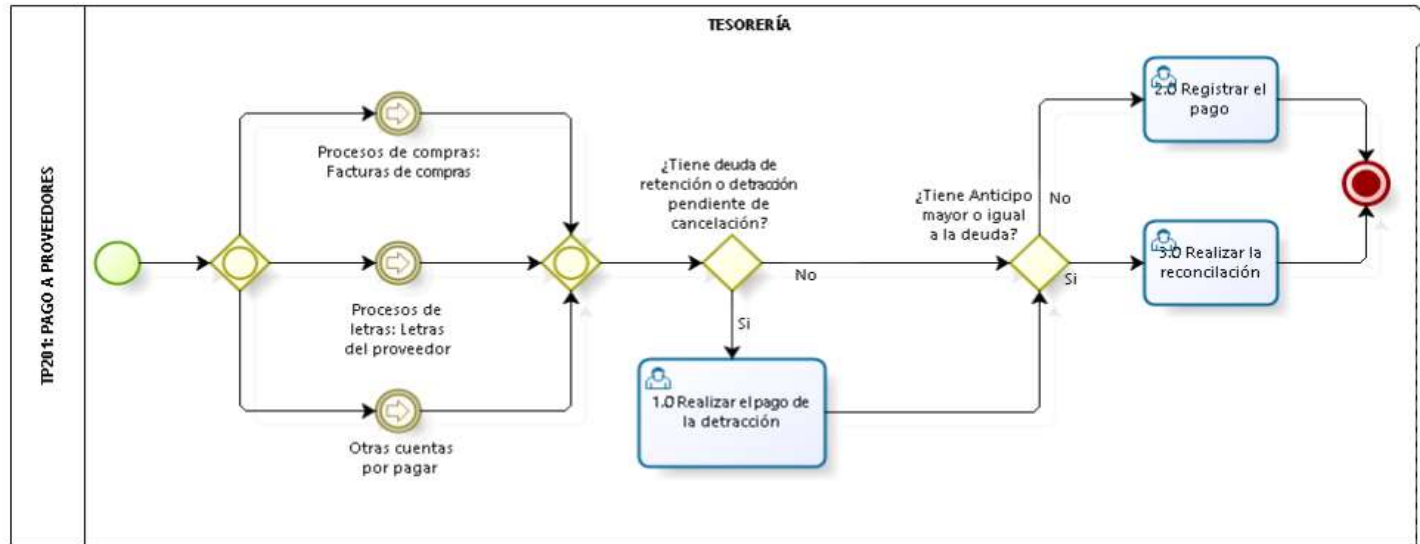 TESORERÍA
TP201: PAGO A PROVEEDORES
Procesos de compras:
Facturas de compras
Procesos de
letras: Letras
del proveedor
Otras cuentas
por pagar
¿Tiene deuda de
retención o detracción
pendiente de
cancelación?
No
Si
1.0 Realizar el pago de
la detracción
¿Tiene Anticipo
mayor o igual
a la deuda?
No
Si
2.0 Registrar el
pago
3.0 Realizar la
reconcilación